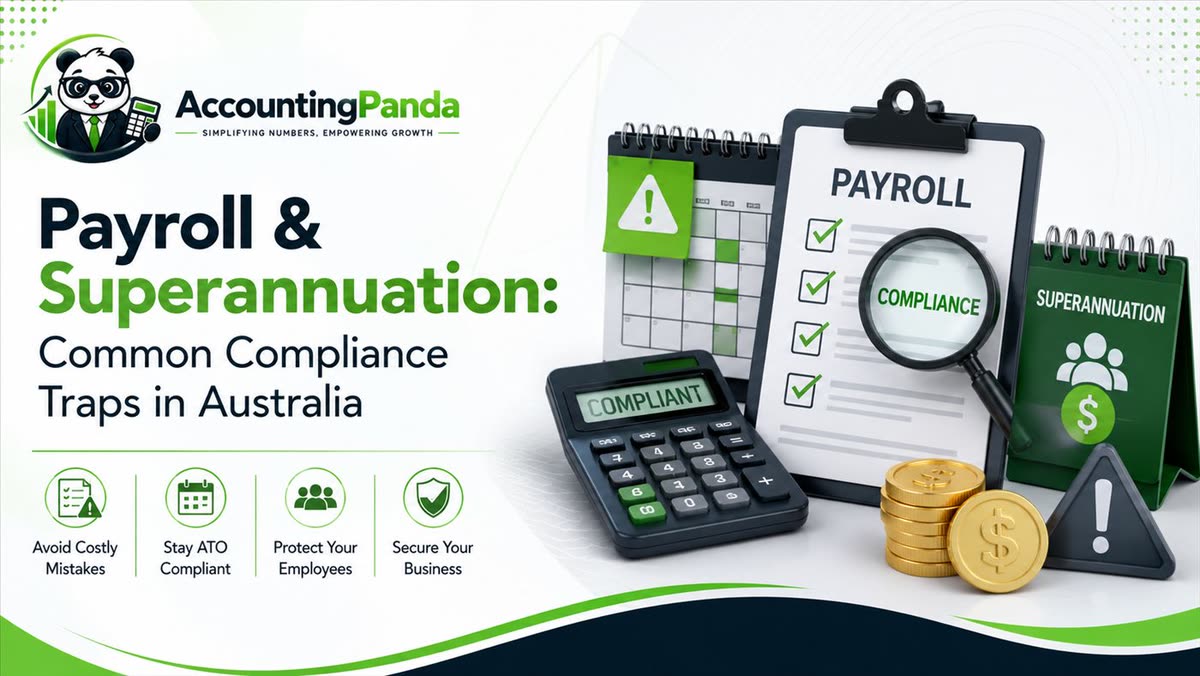 AccountingPanda
SIMPLIFYING NUMBERS, EMPOWERING GROWTH
Payroll &
Superannuation:
Common Compliance
Traps in Australia
Avoid Costly
Mistakes
Stay ATO
Compliant
Protect Your
Employees
Secure Your
Business
PAYROLL
COMPLIANCE
SUPERANNUATION
$
COMPLIANT
$